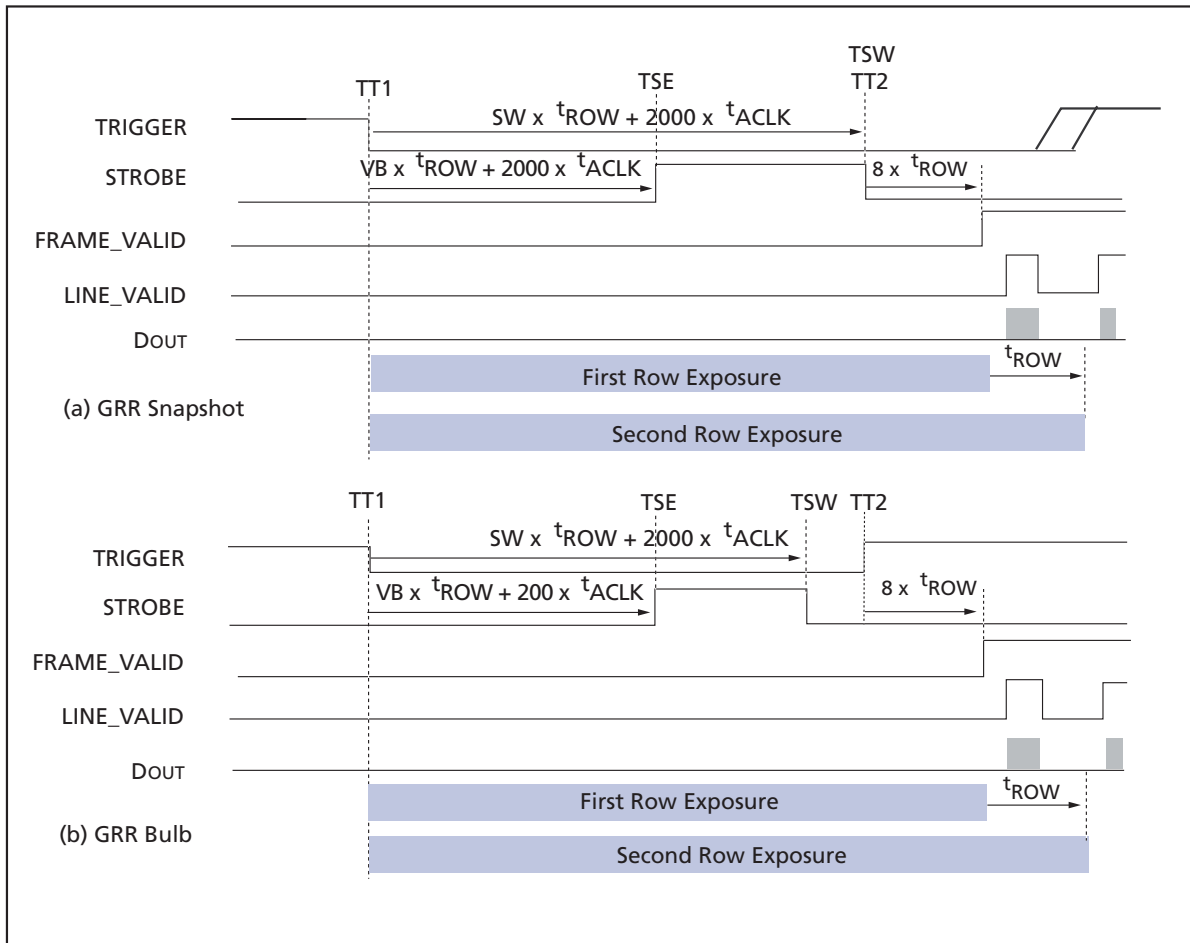 TSW
TT1 TSE TT2
TRIGGER SW x tROW + 2000 x tACLK
STROBE VB x tROW + 2000 x tACLK 8 x tROW
FRAME_VALID
LINE_VALID
DOUT
First Row Exposure tROW
(a) GRR Snapshot
Second Row Exposure
TT1 TSE TSW TT2
TRIGGER SW x tROW + 2000 x tACLK
STROBE VB x tROW + 200 x tACLK 8 x tROW
FRAME_VALID
LINE_VALID
DOUT
First Row Exposure tROW
(b) GRR Bulb
Second Row Exposure